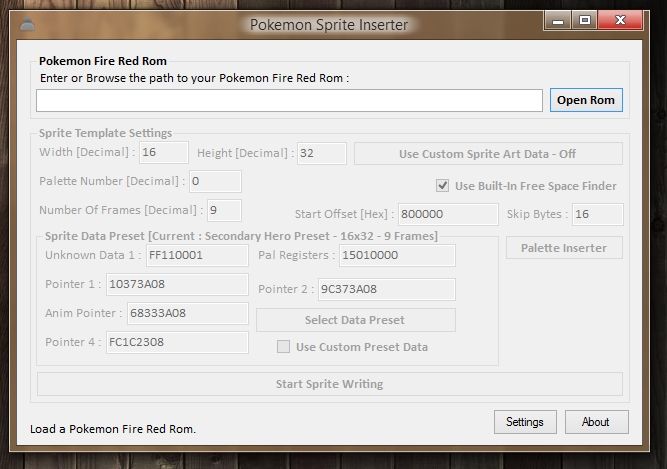 Pokemon Sprite Inserter
Pokemon Fire Red Rom
Enter or Browse the path to your Pokemon Fire Red Rom :
Open Rom
Sprite Template Settings
Width [Decimal] : 16 Height [Decimal] : 32 Use Custom Sprite Art Data - Off
Palette Number [Decimal] : 0 Use Built-In Free Space Finder
Number Of Frames [Decimal] : 9 Start Offset [Hex] : 800000 Skip Bytes : 16
Sprite Data Preset [Current : Secondary Hero Preset - 16x32 - 9 Frames] Palette Inserter
Unknown Data 1 : FF110001 Pal Registers : 15010000
Pointer 1 : 10373A08 Pointer 2 : 9C373A08
Anim Pointer : 68333A08 Select Data Preset
Pointer 4 : FC1C2308 Use Custom Preset Data
Start Sprite Writing
Load a Pokemon Fire Red Rom. Settings About